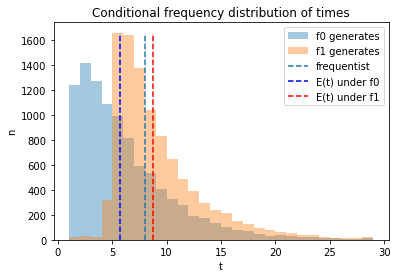 Conditional frequency distribution of times
f0 generates
f1 generates
frequentist
E(t) under f0
E(t) under f1
n
1600
1400
1200
1000
800
600
400
200
0
0 5 10 15 20 25 30
t